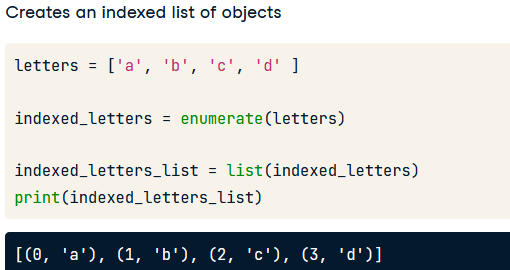 Creates an indexed list of objects
letters = ['a', 'b', 'c', 'd' ]
indexed_letters = enumerate(letters)
indexed_letters_list = list(indexed_letters)
print(indexed_letters_list)
[(0, 'a'), (1, 'b'), (2, 'c'), (3, 'd')]